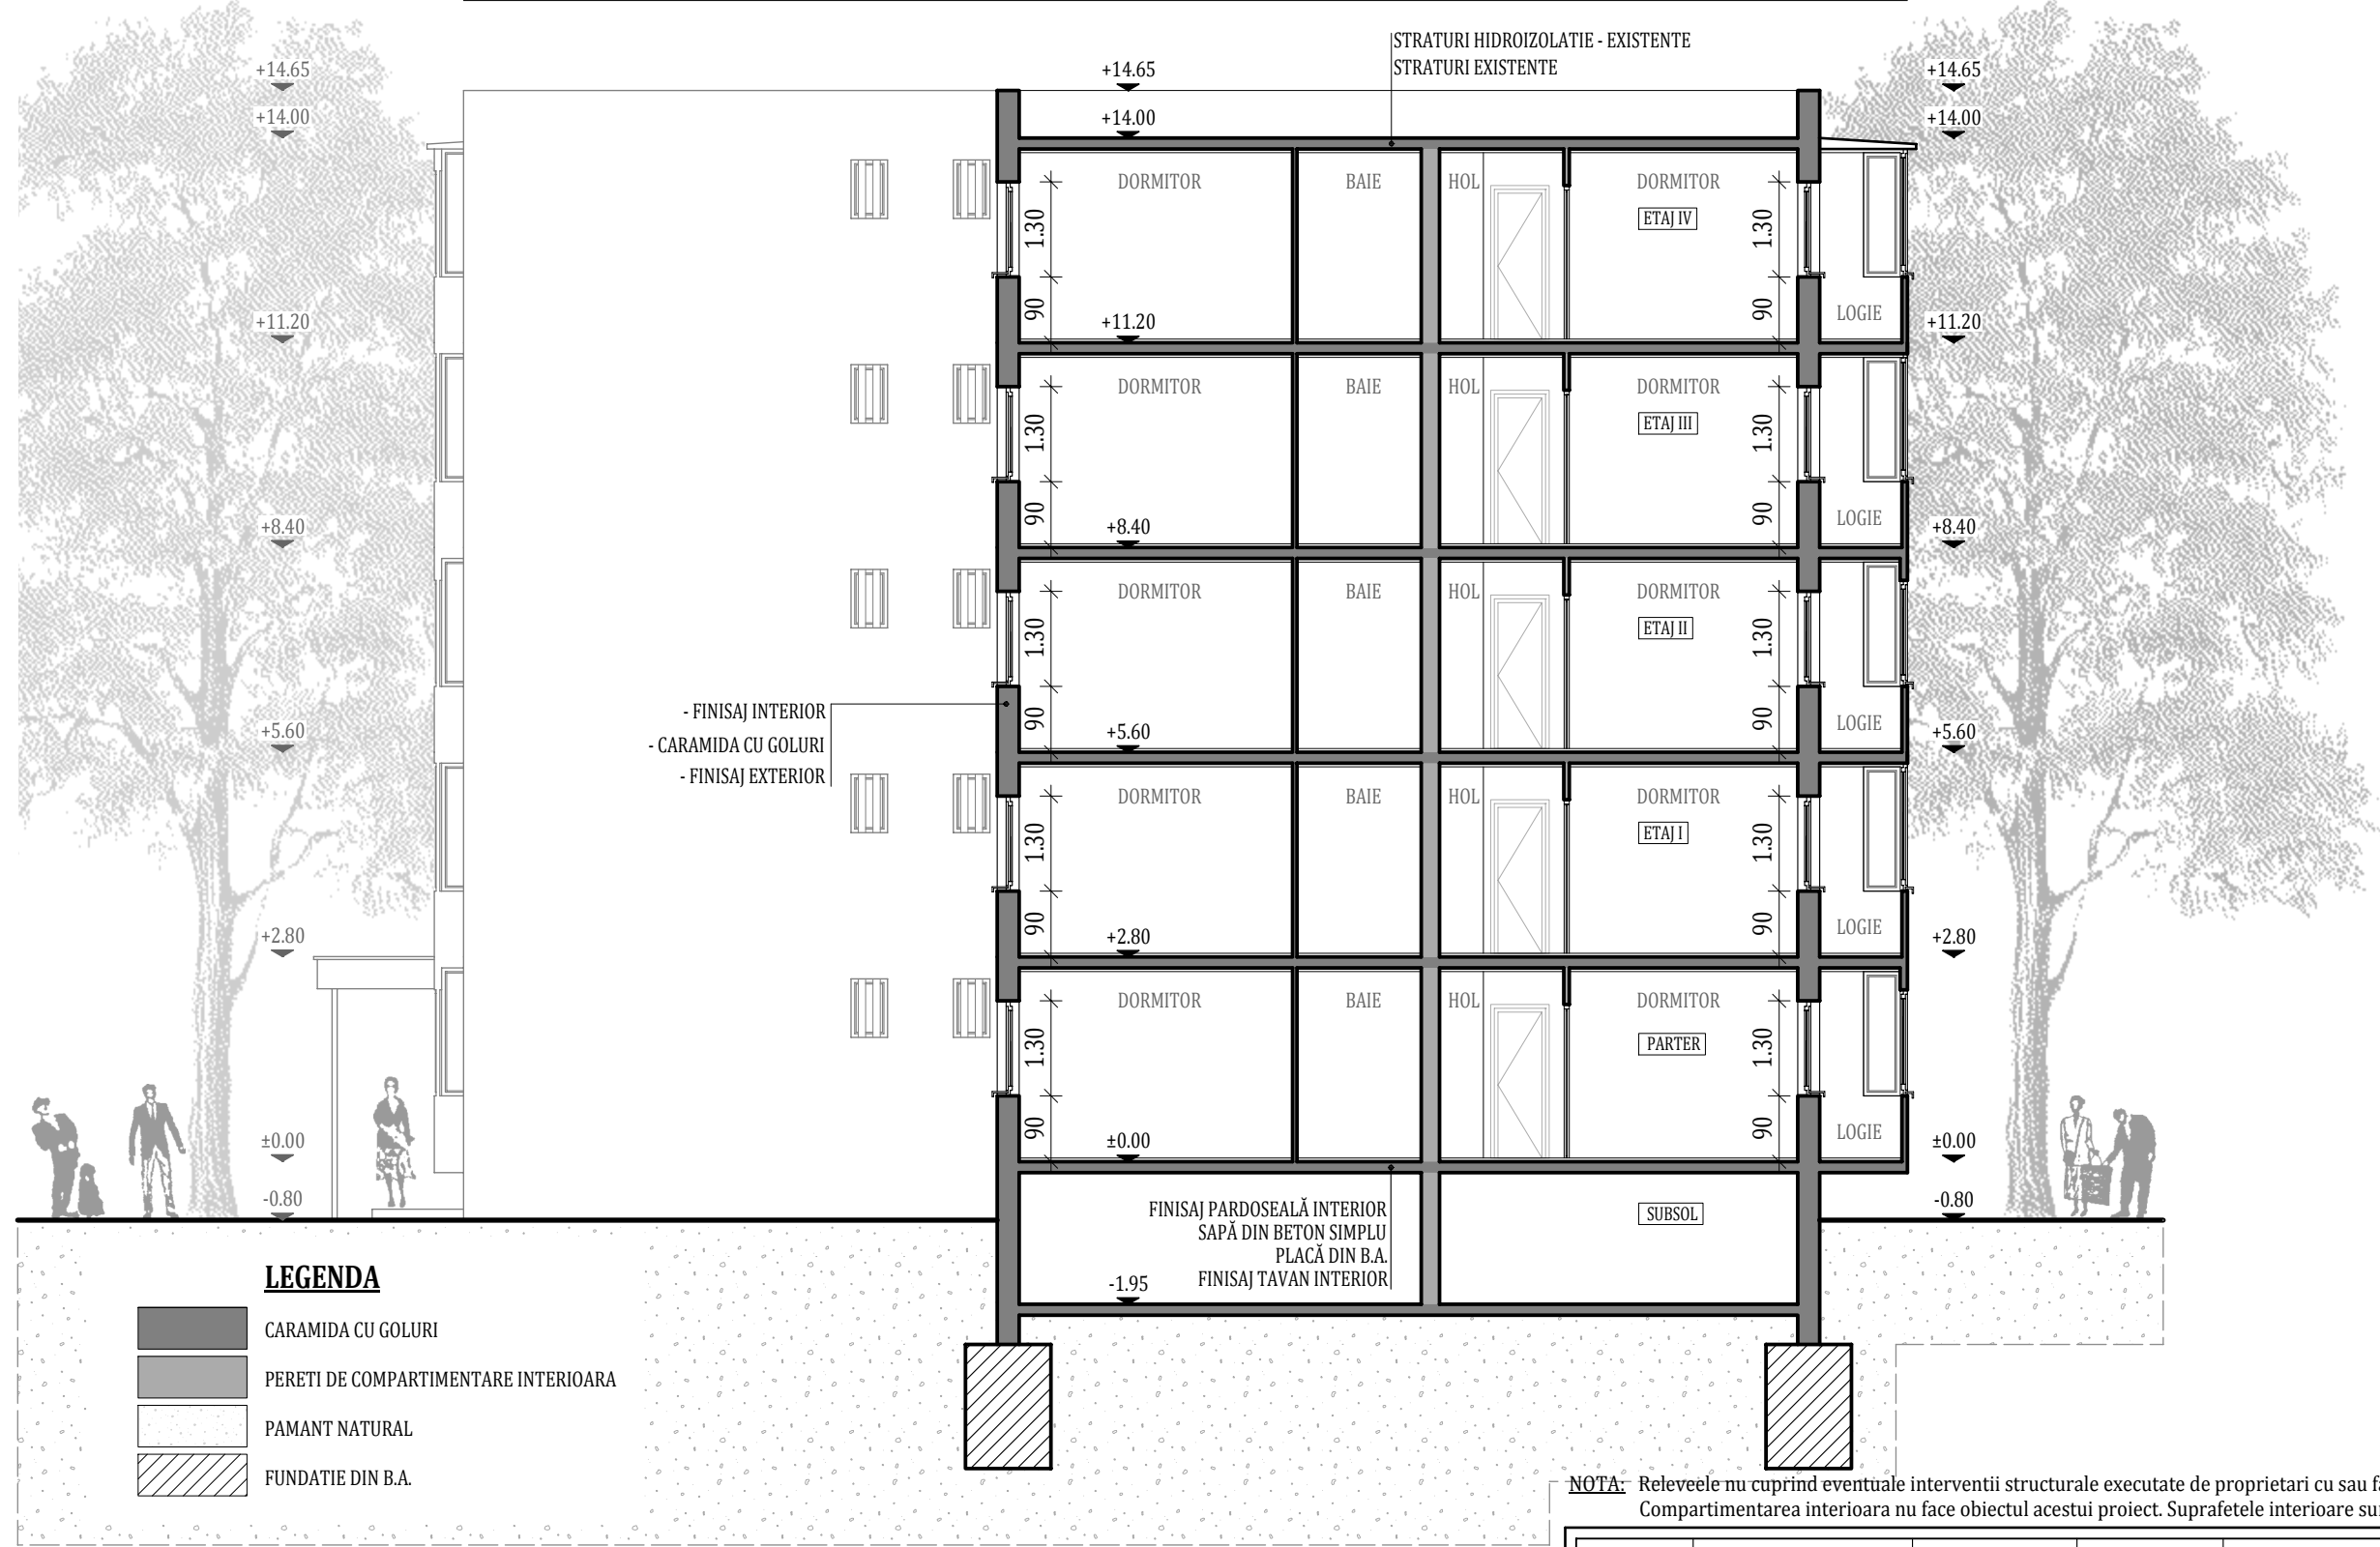 STRATURI HIDROIZOLATIE - EXISTENTE
STRATURI EXISTENTE
+14.65 +14.65 +14.65
+14.00 +14.00 +14.00
DORMITOR BAIE HOL DORMITOR
ETAJ IV
1.30 1.30
90 90
LOGIE
+11.20 +11.20 +11.20
DORMITOR BAIE HOL DORMITOR
ETAJ III
1.30 1.30
90 90
LOGIE
+8.40 +8.40 +8.40
DORMITOR BAIE HOL DORMITOR
ETAJ II
1.30 1.30
- FINISAJ INTERIOR
- CARAMIDA CU GOLURI
- FINISAJ EXTERIOR
90 90
LOGIE
+5.60 +5.60 +5.60
DORMITOR BAIE HOL DORMITOR
ETAJ I
1.30 1.30
90 90
LOGIE
+2.80 +2.80 +2.80
DORMITOR BAIE HOL DORMITOR
PARTER
1.30 1.30
90 90
LOGIE
±0.00 ±0.00 ±0.00
-0.80 -0.80
FINISAJ PARDOSEALĂ INTERIOR
SAPĂ DIN BETON SIMPLU
PLACĂ DIN B.A.
FINISAJ TAVAN INTERIOR
SUBSOL
-1.95
LEGENDA
CARAMIDA CU GOLURI
PERETI DE COMPARTIMENTARE INTERIOARA
PAMANT NATURAL
FUNDATIE DIN B.A.
NOTA: Releveele nu cuprind eventuale interventii structurale executate de proprietari cu sau
Compartimentarea interioara nu face obiectul acestui proiect. Suprafetele interioare